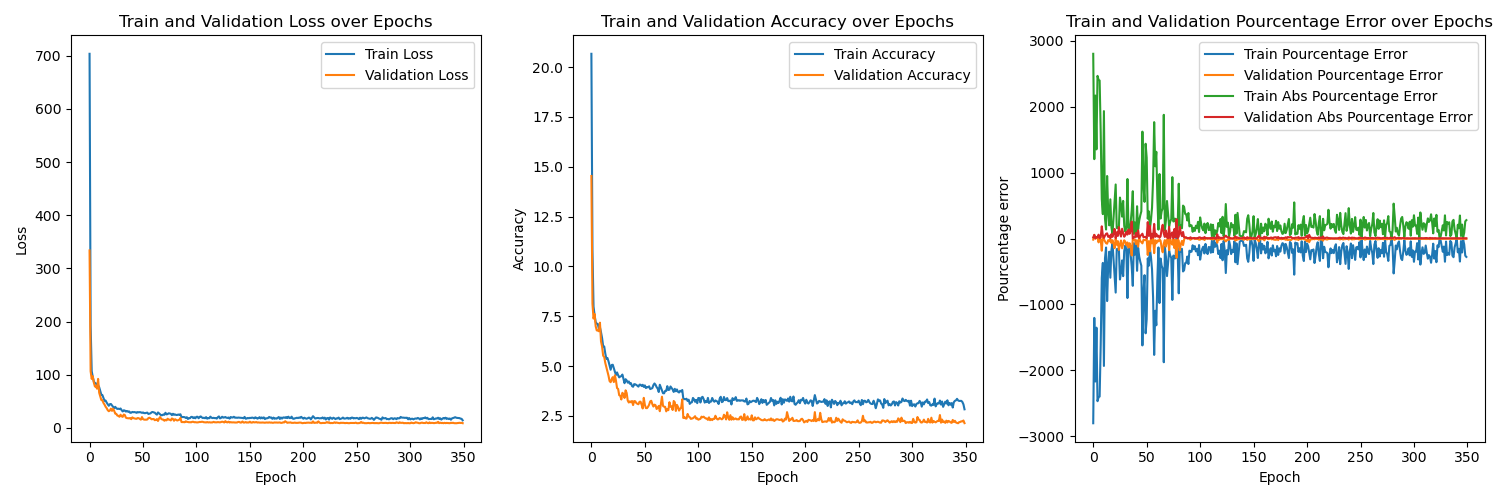 Train and Validation Loss over Epochs
Train Loss
Validation Loss
700
600
500
400
300
200
100
0
Loss
0 50 100 150 200 250 300 350
Epoch
Train and Validation Accuracy over Epochs
Train Accuracy
Validation Accuracy
20.0
17.5
15.0
12.5
10.0
7.5
5.0
2.5
Accuracy
0 50 100 150 200 250 300 350
Epoch
Train and Validation Pourcentage Error over Epochs
Train Pourcentage Error
Validation Pourcentage Error
Train Abs Pourcentage Error
Validation Abs Pourcentage Error
3000
2000
1000
0
−1000
−2000
−3000
Pourcentage error
0 50 100 150 200 250 300 350
Epoch